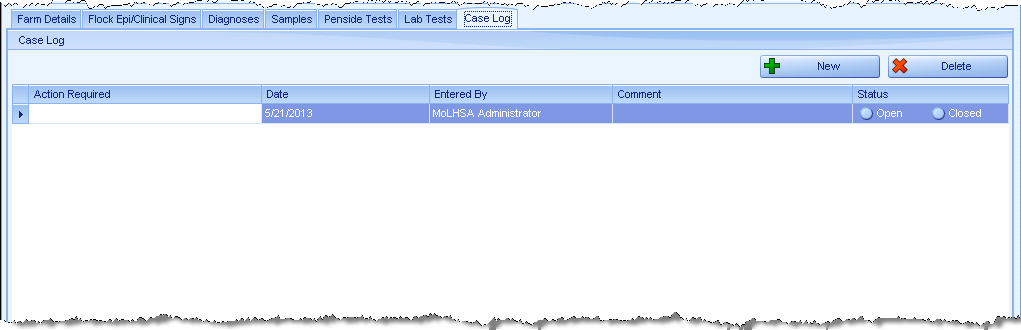 Farm Details Flock Epi/Clinical Signs Diagnoses Samples Penside Tests Lab Tests Case Log
Case Log
New Delete
Action Required Date Entered By Comment Status
5/21/2013 MoLHSA Administrator Open Closed